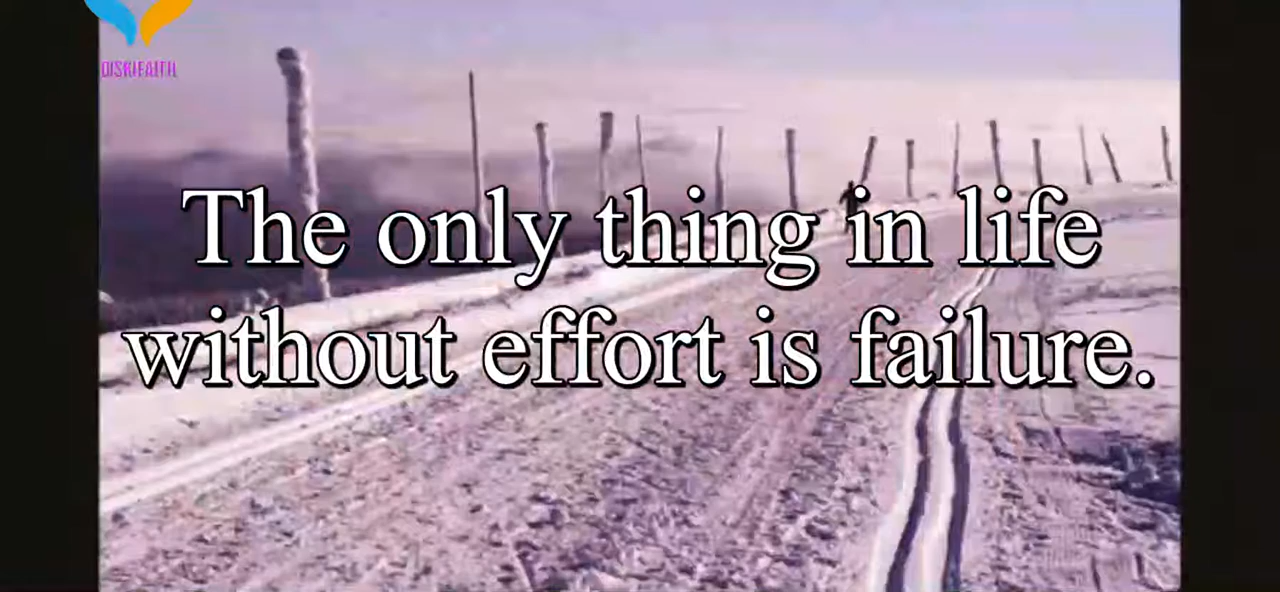 The only thing in life
without effort is failure.